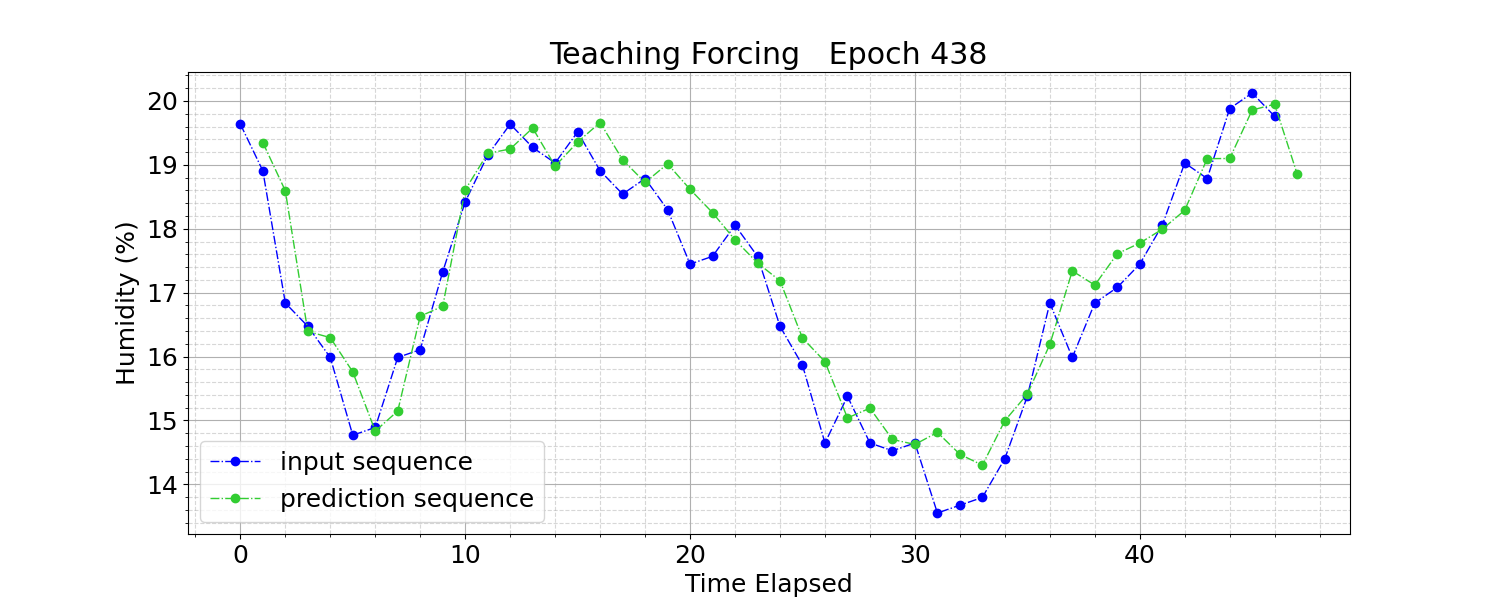 Teaching Forcing   Epoch 438
20
19
18
17
16
15
14
Humidity (%)
input sequence
prediction sequence
0 10 20 30 40
Time Elapsed